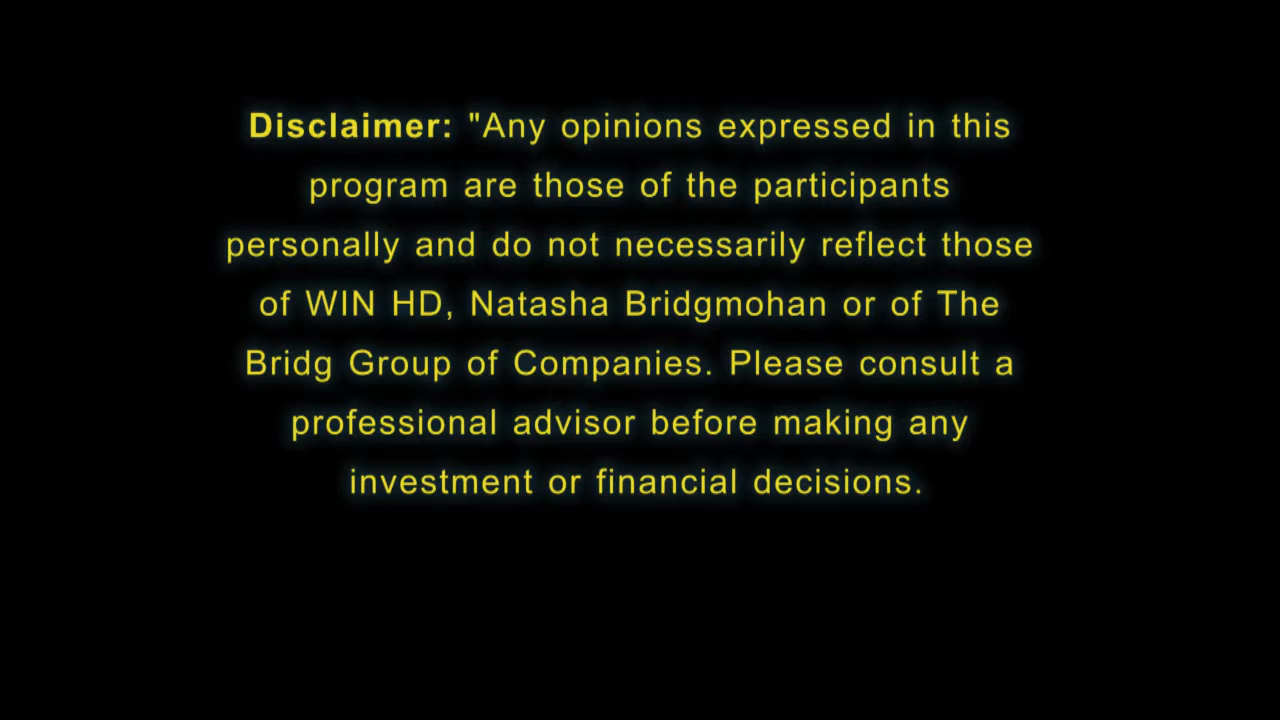 Disclaimer: "Any opinions expressed in this
program are those of the participants
personally and do not necessarily reflect those
of WIN HD, Natasha Bridgmohan or of The
Bridg Group of Companies. Please consult a
professional advisor before making any
investment or financial decisions.